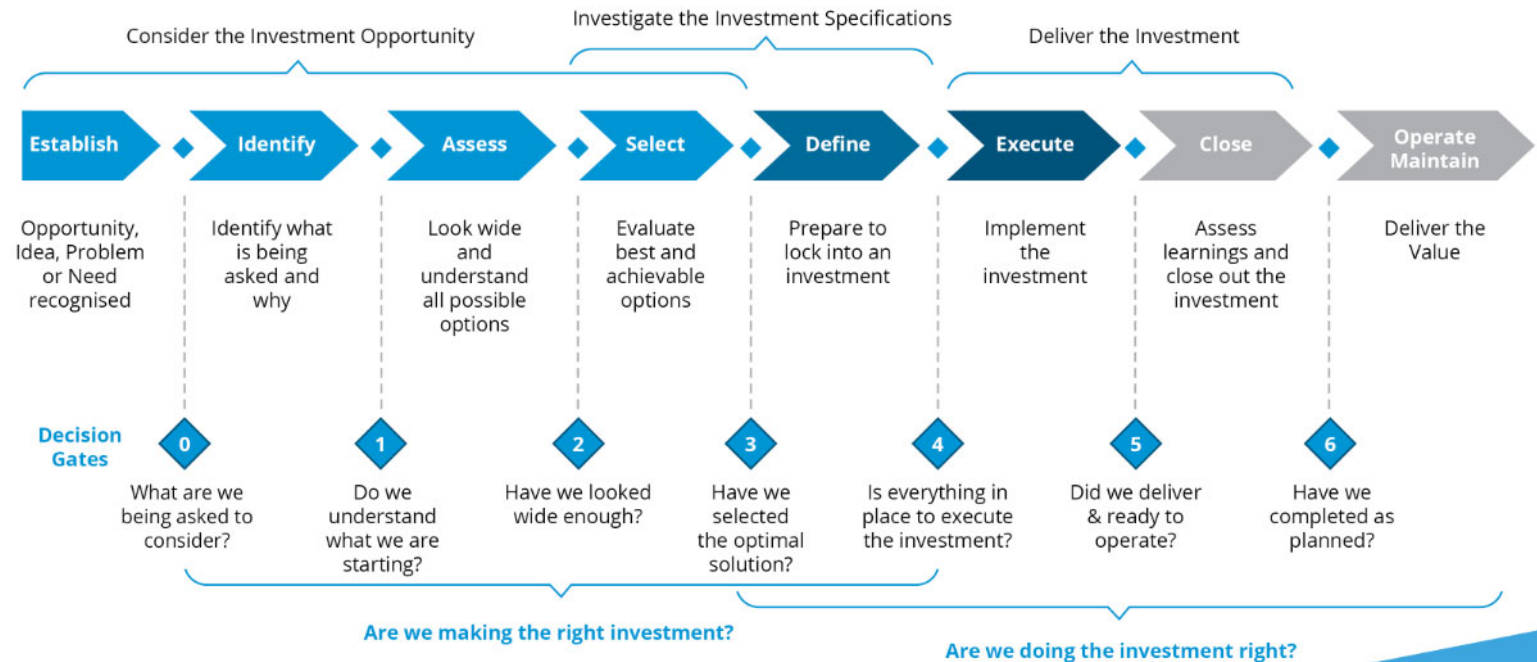 Consider the Investment Opportunity
Investigate the Investment Specifications
Deliver the Investment
Establish
Identify
Assess
Select
Define
Execute
Close
Operate
Maintain
Opportunity,
Idea, Problem
or Need
recognised
Identify what
is being
asked and
why
Look wide
and
understand
all possible
options
Evaluate
best and
achievable
options
Prepare to
lock into an
investment
Implement
the
investment
Assess
learnings and
close out the
investment
Deliver the
Value
Decision
Gates
0
1
2
3
4
5
6
What are we
being asked to
consider?
Do we
understand
what we are
starting?
Have we looked
wide enough?
Have we
selected
the optimal
solution?
Is everything in
place to execute
the investment?
Did we deliver
& ready to
operate?
Have we
completed as
planned?
Are we making the right investment?
Are we doing the investment right?